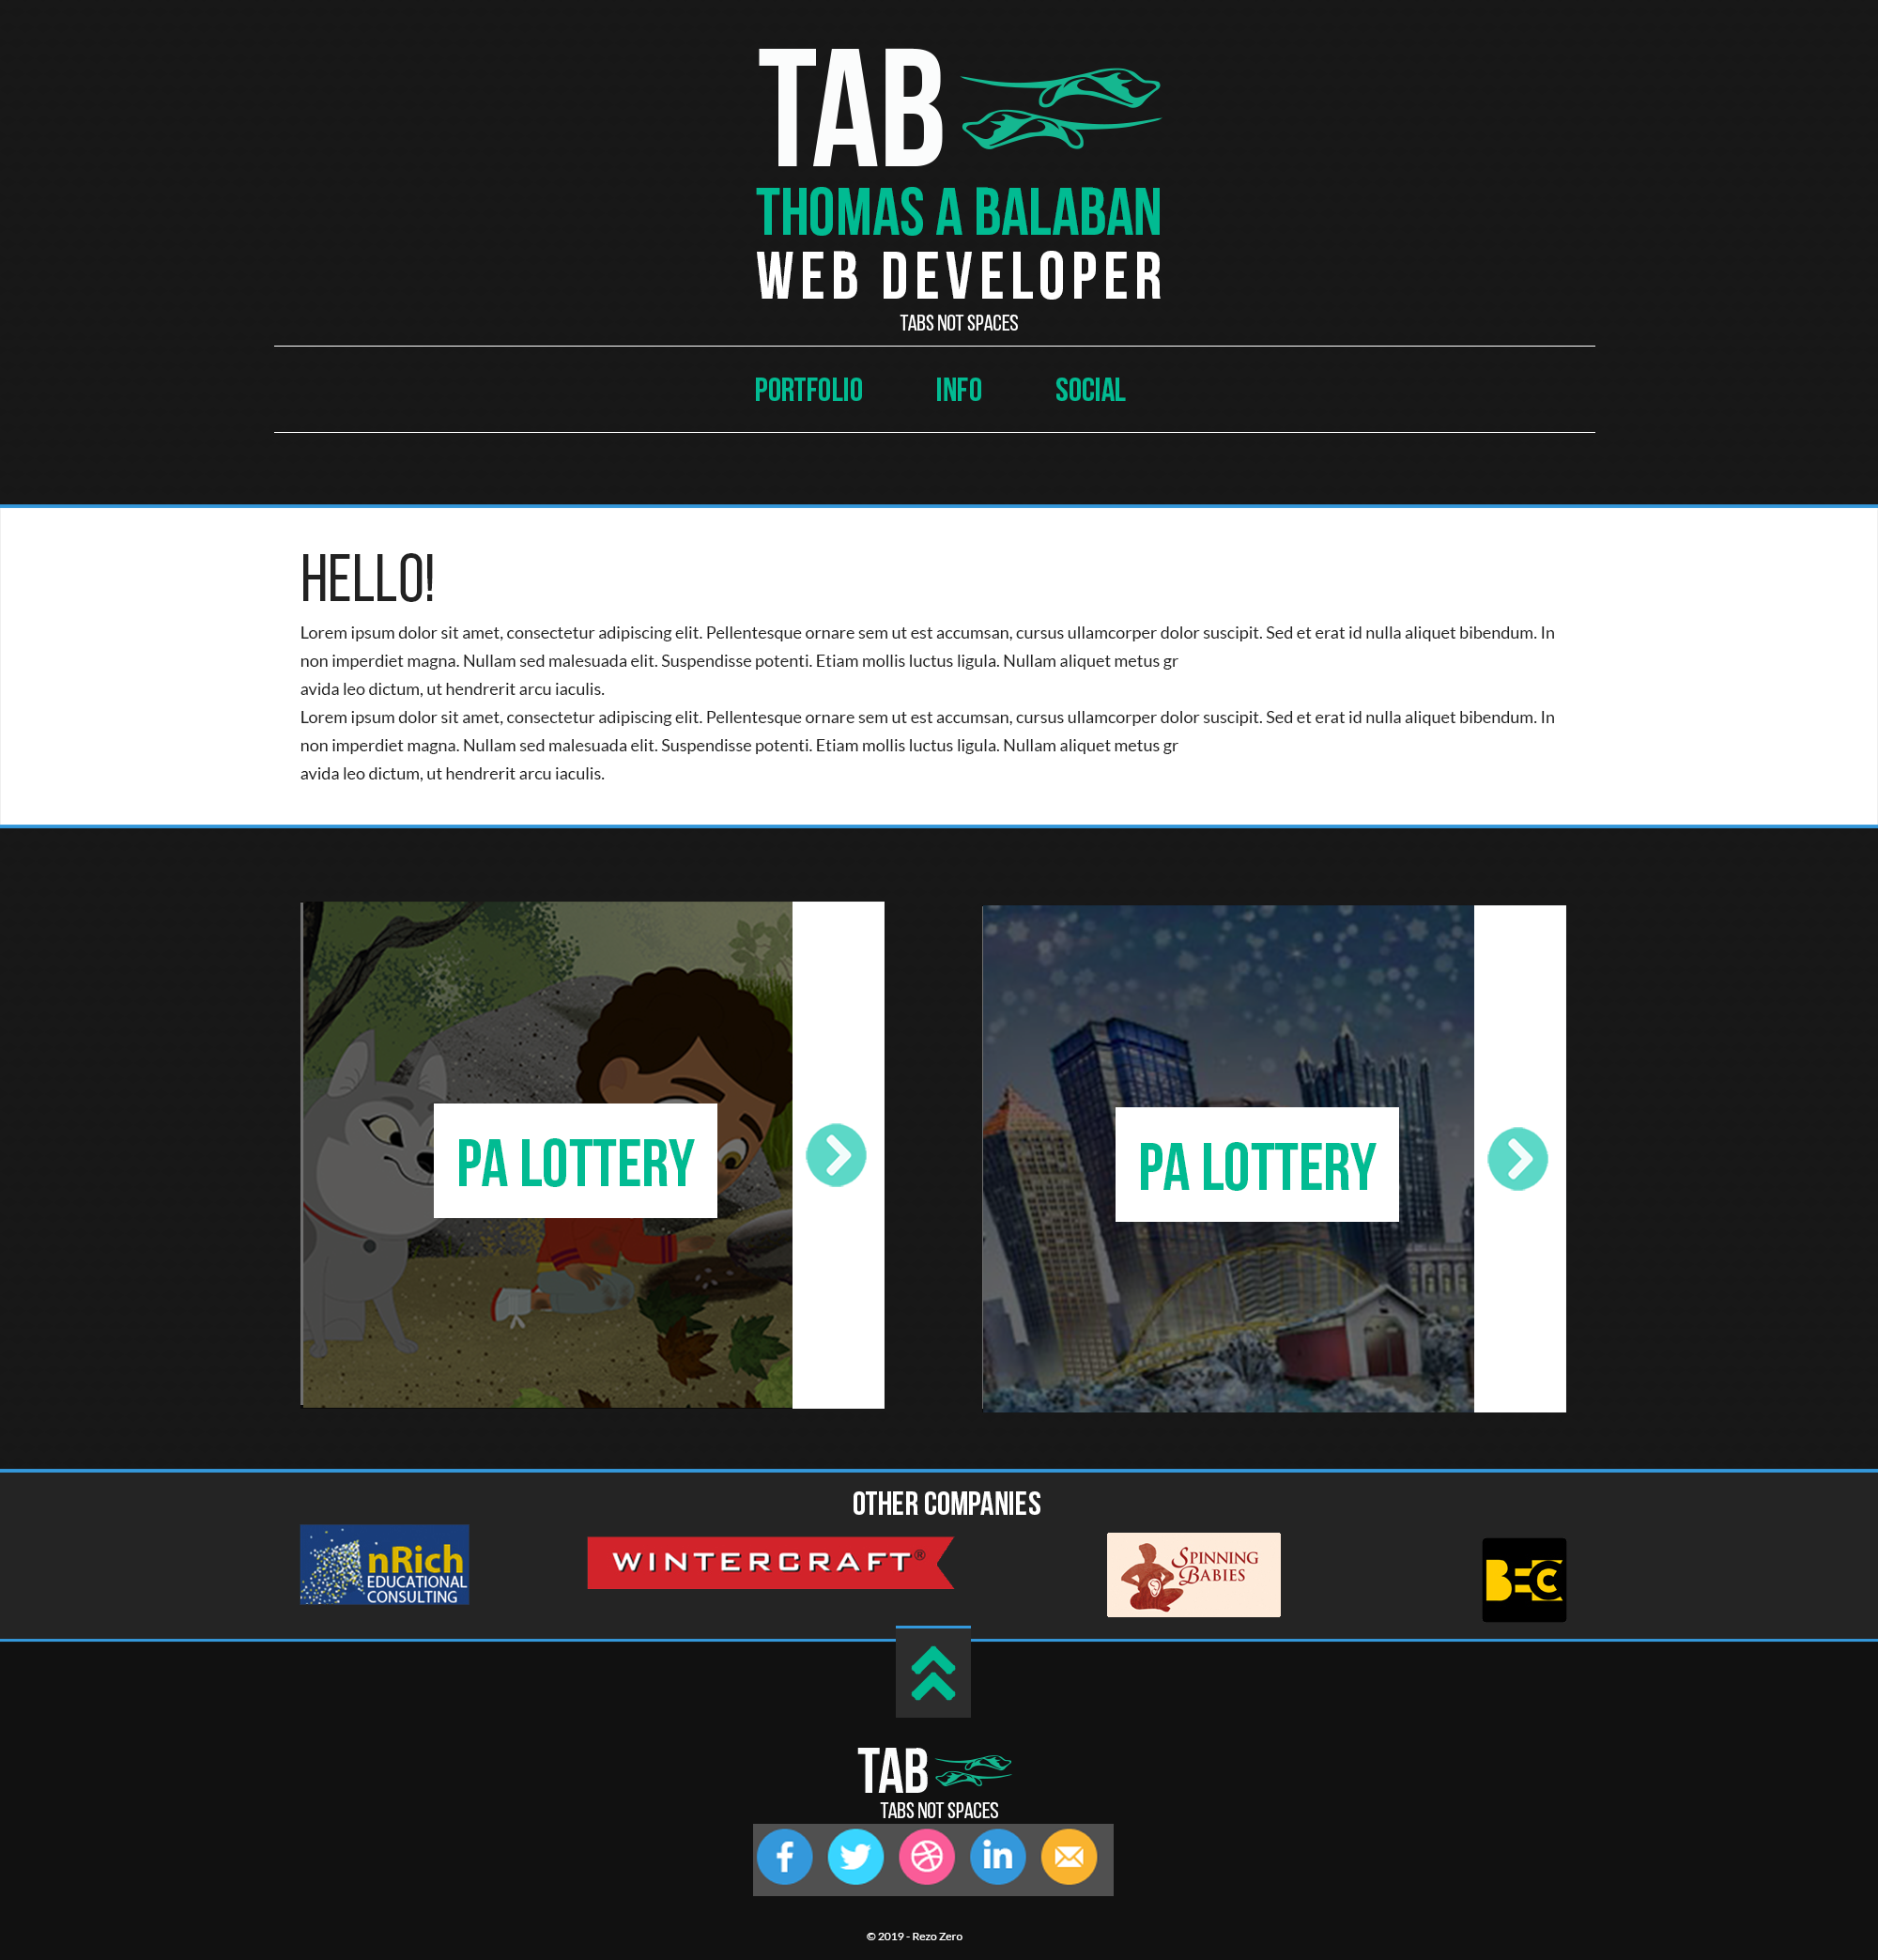 TAB
THOMAS A BALABAN
WEB DEVELOPER
TABS NOT SPACES
PORTFOLIO INFO SOCIAL
HELLO!
Lorem ipsum dolor sit amet, consectetur adipiscing elit. Pellentesque ornare sem ut est accumsan, cursus ullamcorper dolor suscipit. Sed et erat id nulla aliquet bibendum. In
non imperdiet magna. Nullam sed malesuada elit. Suspendisse potenti. Etiam mollis luctus ligula. Nullam aliquet metus gr
avida leo dictum, ut hendrerit arcu iaculis.
Lorem ipsum dolor sit amet, consectetur adipiscing elit. Pellentesque ornare sem ut est accumsan, cursus ullamcorper dolor suscipit. Sed et erat id nulla aliquet bibendum. In
non imperdiet magna. Nullam sed malesuada elit. Suspendisse potenti. Etiam mollis luctus ligula. Nullam aliquet metus gr
avida leo dictum, ut hendrerit arcu iaculis.
PA LOTTERY
PA LOTTERY
OTHER COMPANIES
nRich
EDUCATIONAL
CONSULTING
WINTERCRAFT®
SPINNING
BABIES
BEC
TAB
TABS NOT SPACES
f in
© 2019 - Rezo Zero